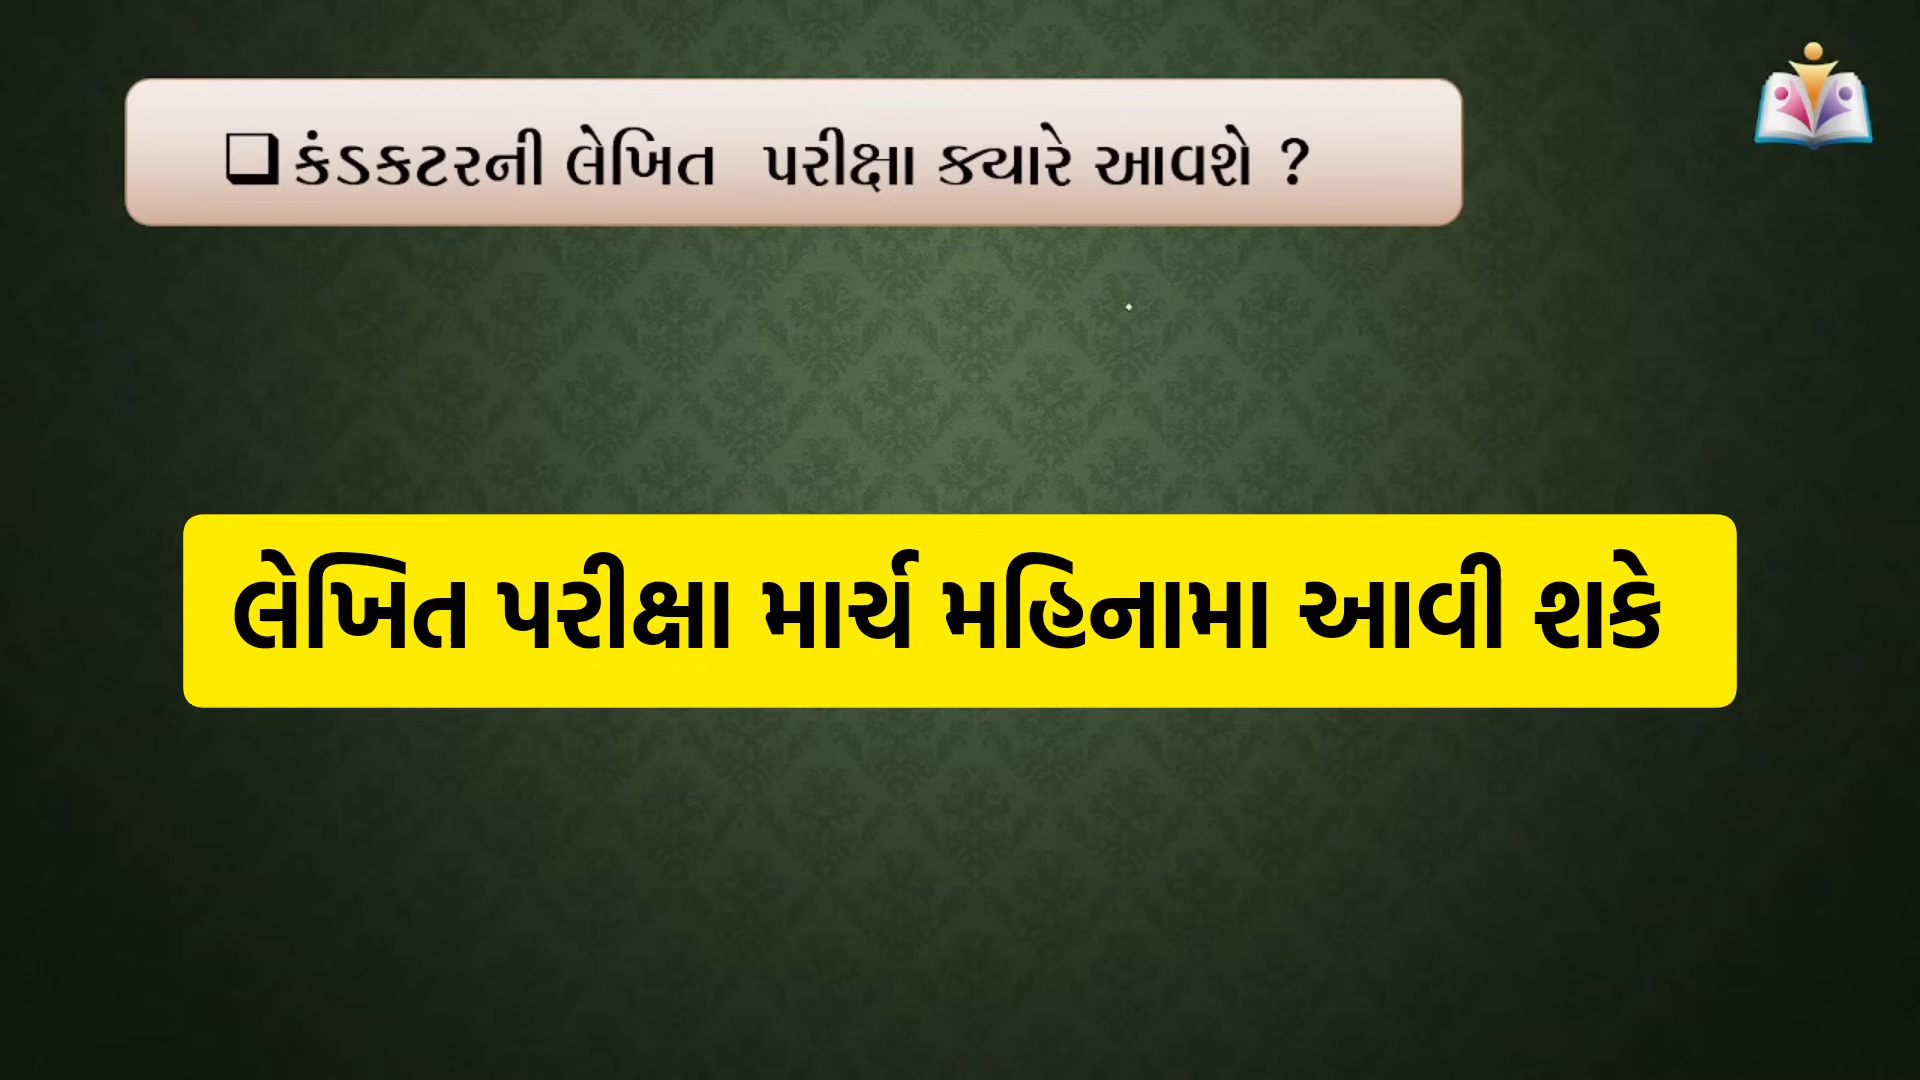 ❑ કંડકટરની લેખિત પરીક્ષા ક્યારે આવશે ?
લેખિત પરીક્ષા માર્ચ મહિનામા આવી શકે